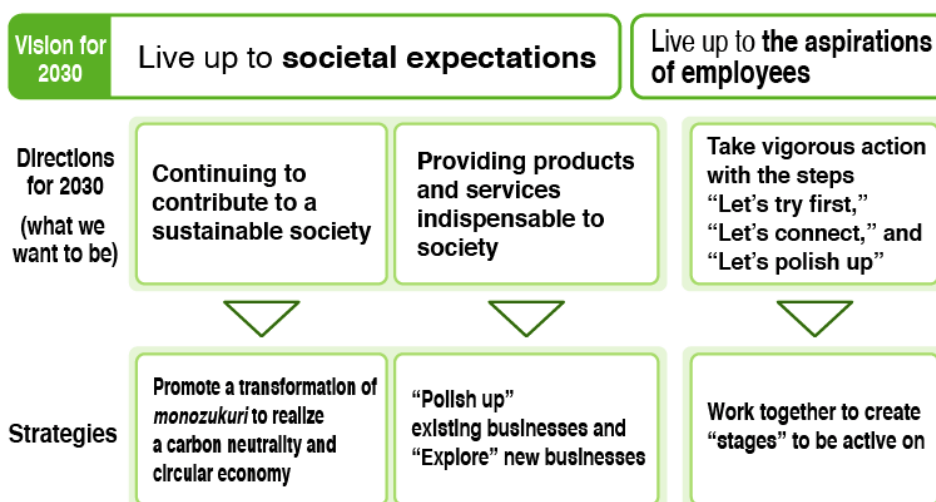 Vision for
2030
Live up to societal expectations
Live up to the aspirations
of employees
Directions
for 2030
(what we
want to be)
Continuing to
contribute to a
sustainable society
Providing products
and services
indispensable to
society
Take vigorous action
with the steps
“Let’s try first,”
“Let’s connect,” and
“Let’s polish up”
Strategies
Promote a transformation of
monozukuri to realize
a carbon neutrality and
circular economy
“Polish up”
existing businesses and
“Explore” new businesses
Work together to create
“stages” to be active on